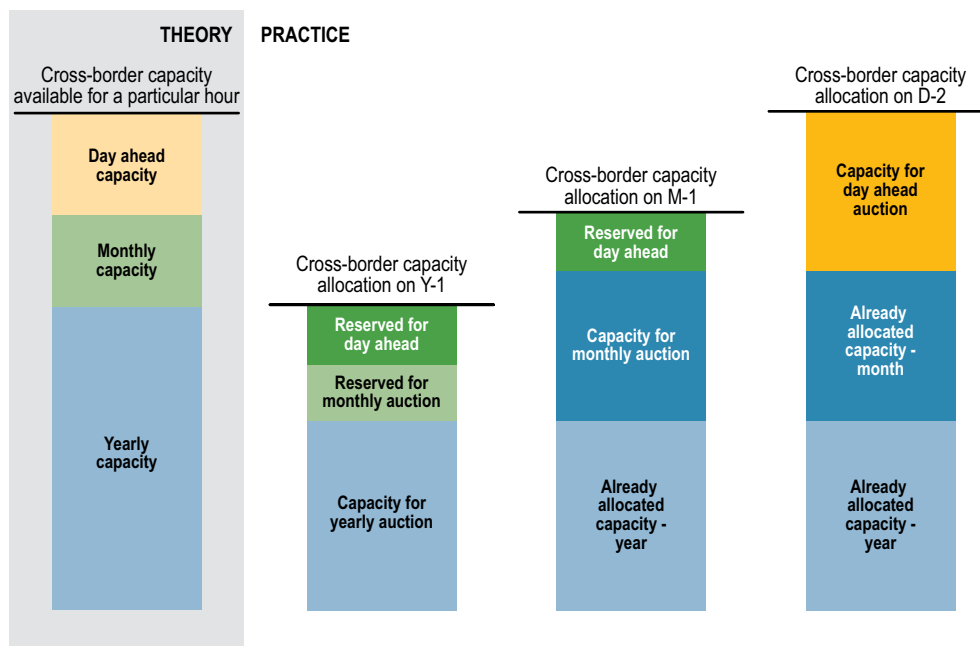 THEORY
PRACTICE
Cross-border capacity
available for a particular hour
Day ahead
capacity
Monthly
capacity
Yearly
capacity
Cross-border capacity
allocation on Y-1
Reserved for
day ahead
Reserved for
monthly auction
Capacity for
yearly auction
Cross-border capacity
allocation on M-1
Reserved for
day ahead
Capacity for
monthly auction
Already
allocated
capacity -
year
Cross-border capacity
allocation on D-2
Capacity for
day ahead
auction
Already
allocated
capacity -
month
Already
allocated
capacity -
year